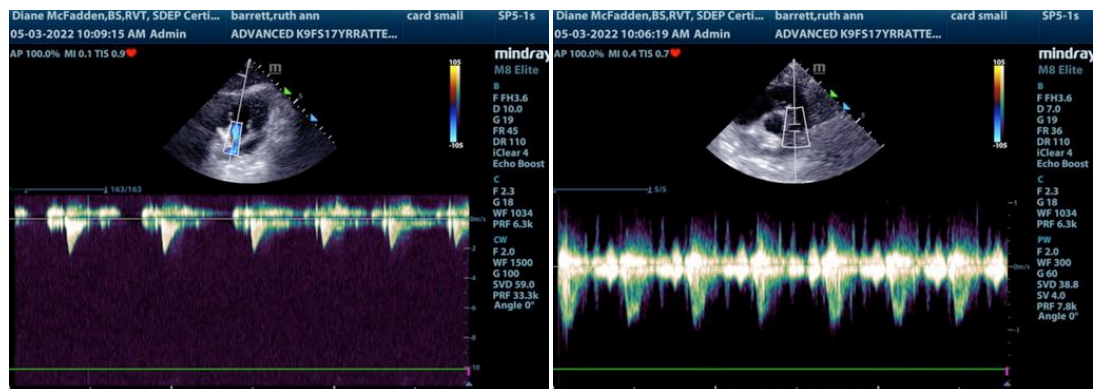 Diane McFadden,BS,RVT, SDEP Certi... barrett,ruth ann card small SP5-1s
05-03-2022 10:09:15 AM Admin ADVANCED K9FS17YRRATTE...
AP 100.0% MI 0.1 TIS 0.9
mindray
M8 Elite
m
5
105
-105
B
F FH3.6
D 10.0
G 19
FR 45
DR 110
iClear 4
Echo Boost
C
F 2.3
G 18
WF 1034
PRF 6.3k
CW
F 2.0
WF 1500
G 100
SVD 59.0
PRF 33.3k
Angle 0°
163/163
0m/s
-2
-4
-6
-8
-10
Diane McFadden,BS,RVT, SDEP Certi... barrett,ruth ann card small SP5-1s
05-03-2022 10:06:19 AM Admin ADVANCED K9FS17YRRATTE...
AP 100.0% MI 0.4 TIS 0.7
mindray
M8 Elite
m
5
105
-105
B
F FH3.6
D 7.0
G 19
FR 36
DR 110
iClear 4
Echo Boost
C
F 2.3
G 18
WF 1034
PRF 6.3k
PW
F 2.0
WF 300
G 60
SVD 38.8
SV 4.0
PRF 7.8k
Angle 0°
5/5
-1
0m/s
-1